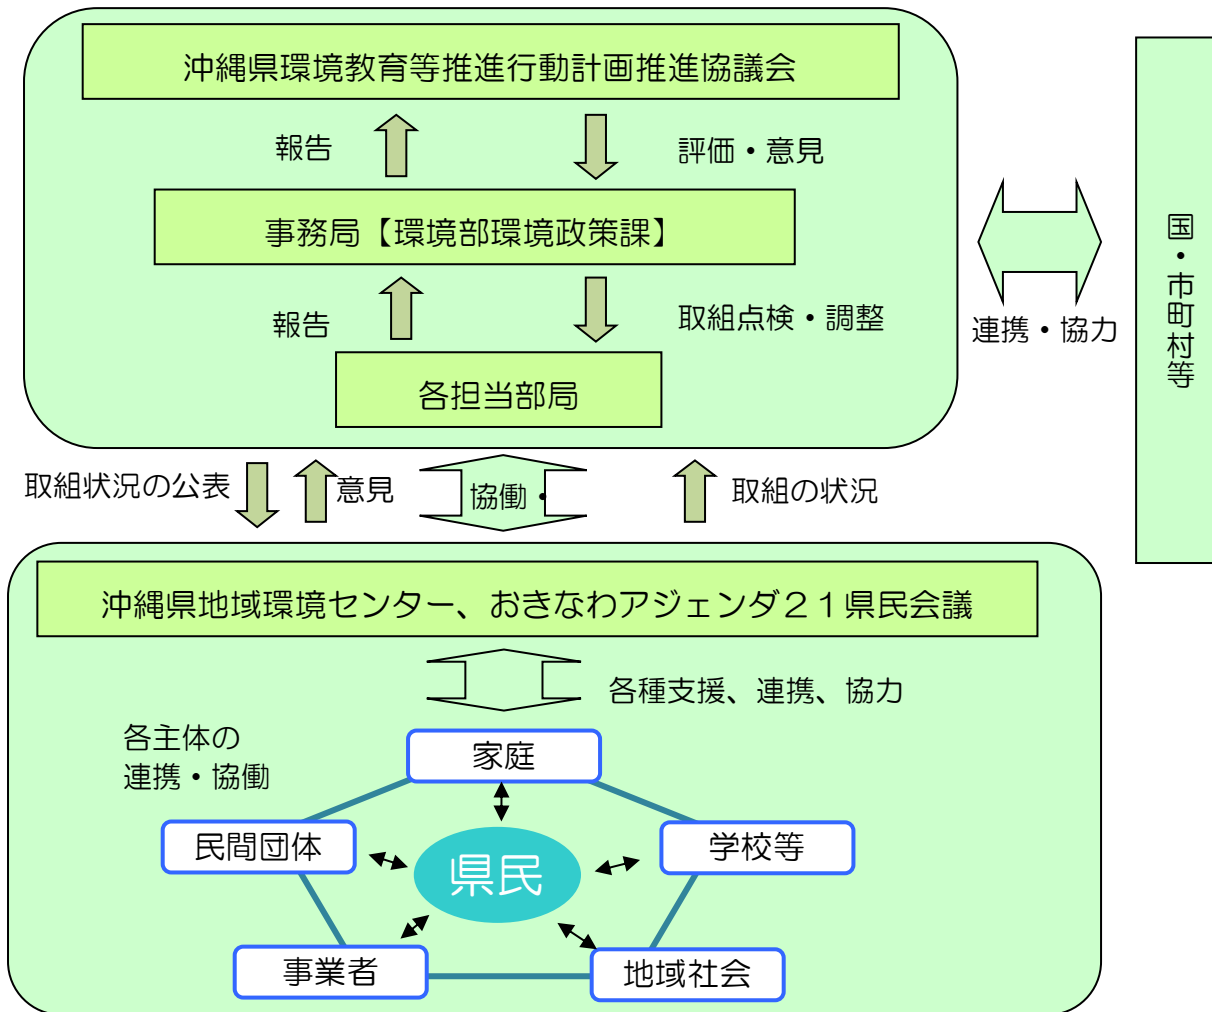 沖縄県環境教育等推進行動計画推進協議会
報告
評価・意見
事務局【環境部環境政策課】
報告
取組点検・調整
各担当部局
連携・協力
国・市町村等
取組状況の公表
意見
協働・
取組の状況
沖縄県地域環境センター、おきなわアジェンダ２１県民会議
各種支援、連携、協力
各主体の
連携・協働
家庭
民間団体
学校等
県民
事業者
地域社会